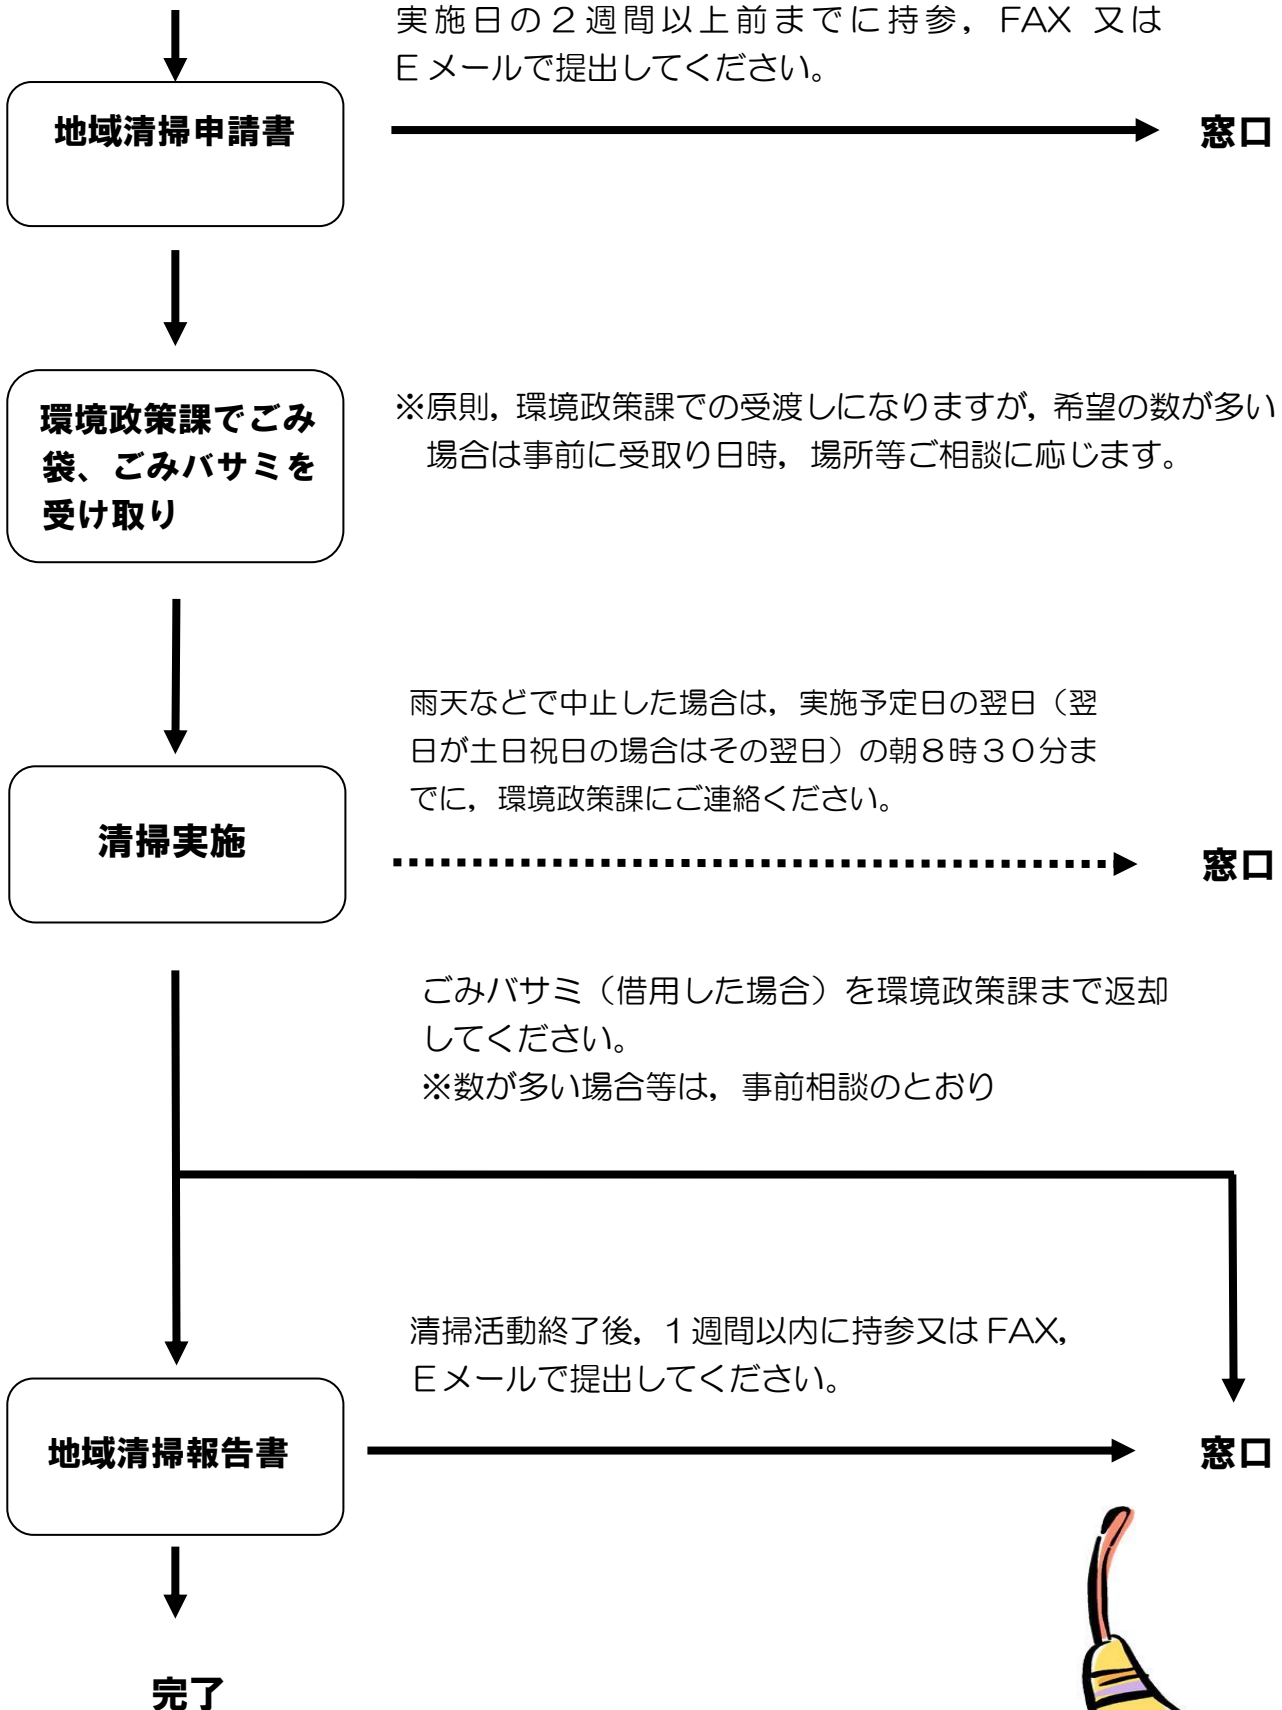 実施日の２週間以上前までに持参，FAX 又は
Eメールで提出してください。
地域清掃申請書
窓口
環境政策課でごみ
袋、ごみバサミを
受け取り
※原則，環境政策課での受渡しになりますが，希望の数が多い
場合は事前に受取り日時，場所等ご相談に応じます。
雨天などで中止した場合は，実施予定日の翌日（翌
日が土日祝日の場合はその翌日）の朝８時３０分ま
でに，環境政策課にご連絡ください。
清掃実施
窓口
ごみバサミ（借用した場合）を環境政策課まで返却
してください。
※数が多い場合等は，事前相談のとおり
清掃活動終了後，１週間以内に持参又は FAX，
Eメールで提出してください。
地域清掃報告書
窓口
完了